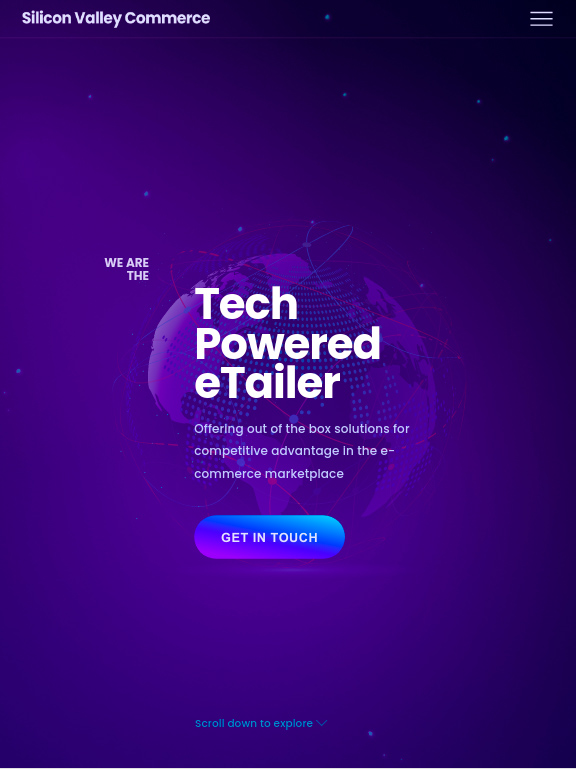 Silicon Valley Commerce
WE ARE
THE
Tech
Powered
eTailer
Offering out of the box solutions for
competitive advantage in the e-
commerce marketplace
GET IN TOUCH
Scroll down to explore